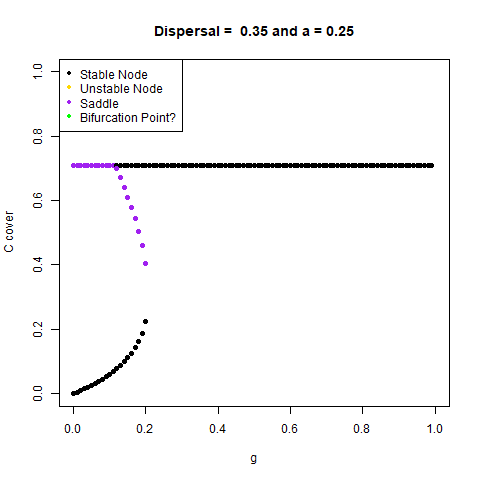 Dispersal =  0.35 and a = 0.25
Stable Node
Unstable Node
Saddle
Bifurcation Point?
C cover
0.0
0.2
0.4
0.6
0.8
1.0
0.0 0.2 0.4 0.6 0.8 1.0
g